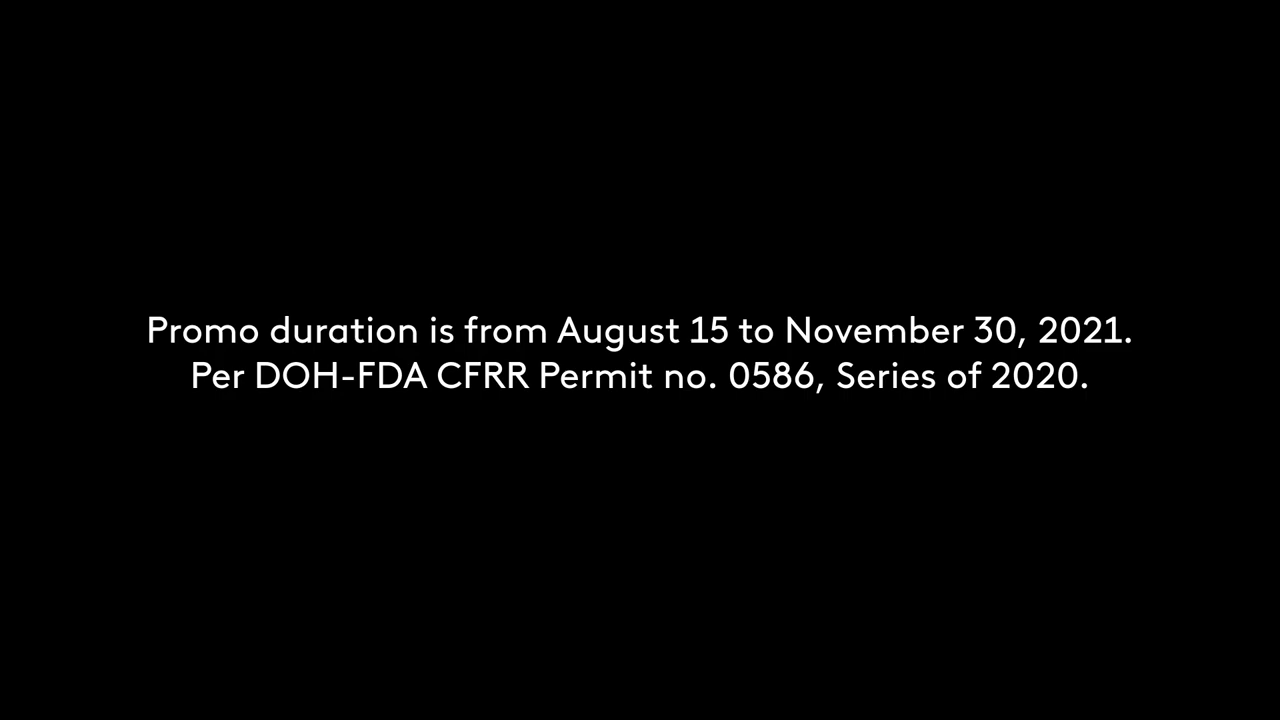 Promo duration is from August 15 to November 30, 2021.
Per DOH-FDA CFRR Permit no. 0586, Series of 2020.